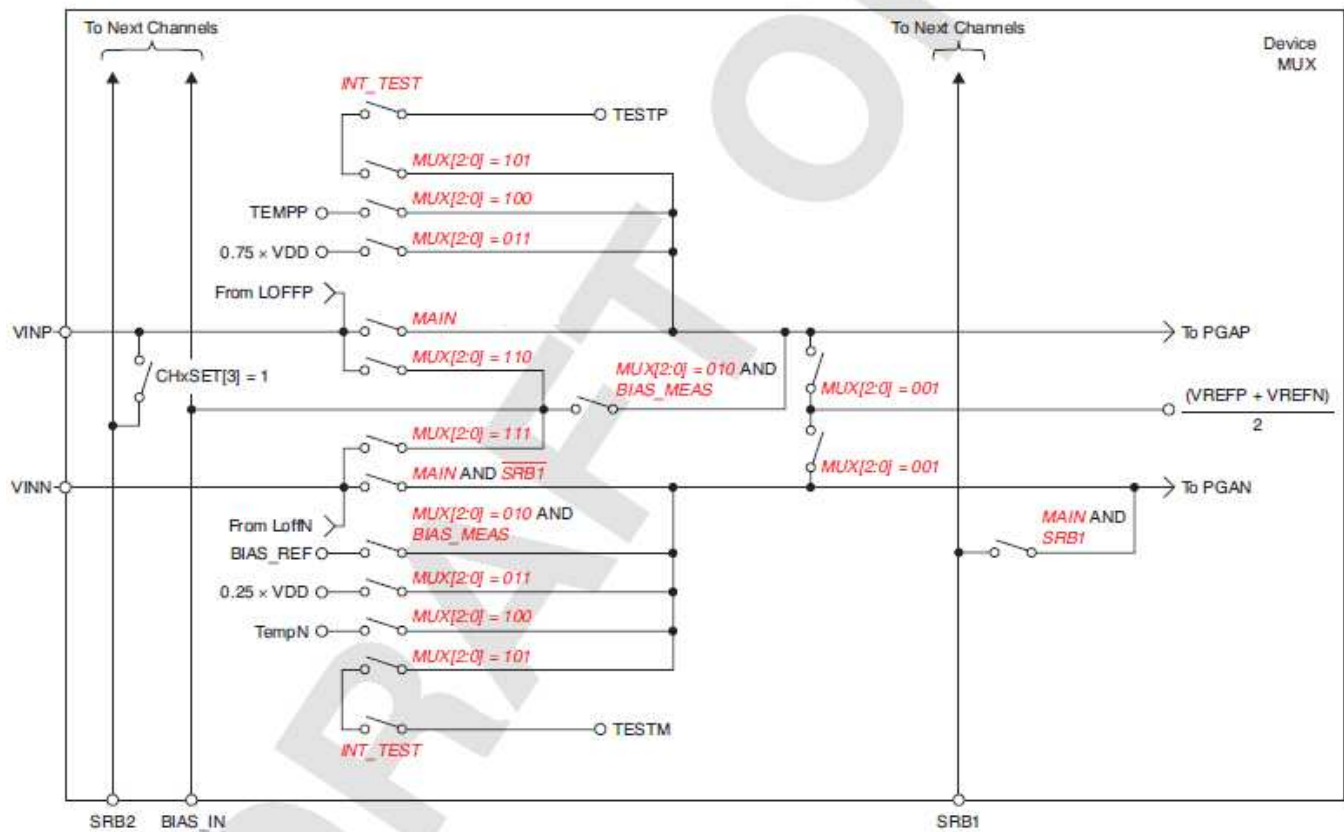 To Next Channels
To Next Channels
Device
MUX
INT_TEST
TESTP
MUX[2:0] = 101
TEMPP
MUX[2:0] = 100
0.75 × VDD
MUX[2:0] = 011
From LOFFP
VINP
MAIN
To PGAP
MUX[2:0] = 110
CHxSET[3] = 1
MUX[2:0] = 010 AND
BIAS_MEAS
MUX[2:0] = 001
(VREFP + VREFN)
2
MUX[2:0] = 111
MUX[2:0] = 001
VINN
MAIN AND SRB1
To PGAN
From LoffN
MUX[2:0] = 010 AND
BIAS_MEAS
MAIN AND
SRB1
BIAS_REF
0.25 × VDD
MUX[2:0] = 011
TempN
MUX[2:0] = 100
MUX[2:0] = 101
TESTM
INT_TEST
SRB2
BIAS_IN
SRB1